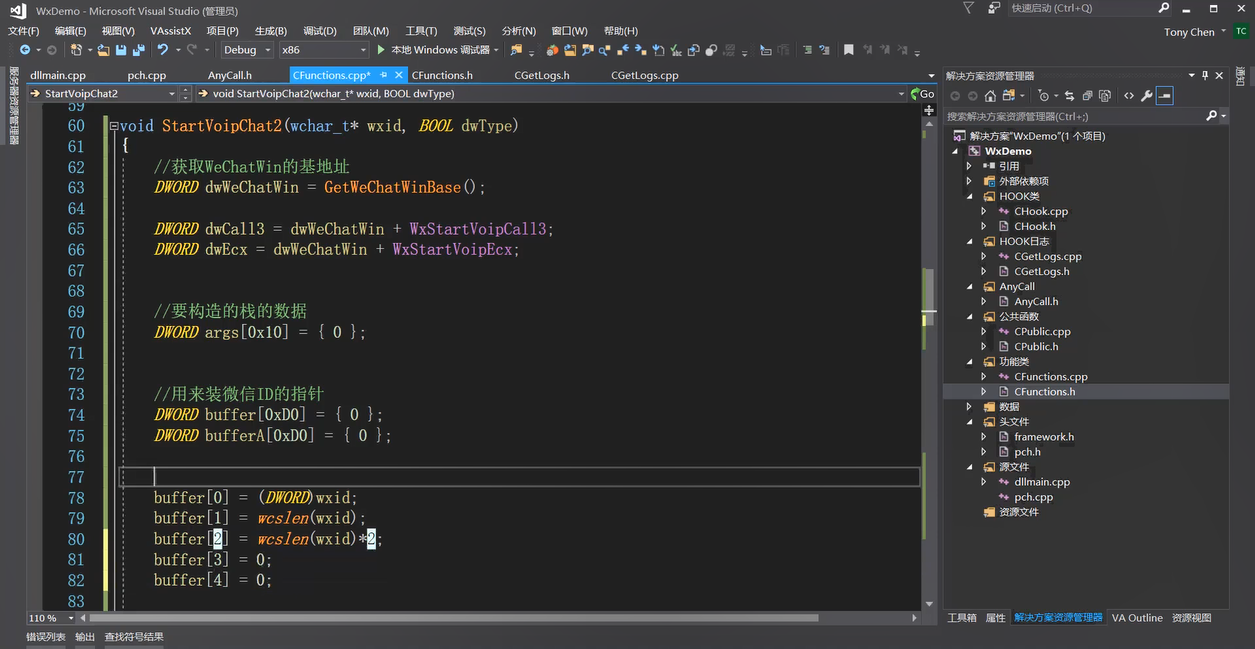 WxDemo - Microsoft Visual Studio (管理员)
快速启动 (Ctrl+Q)
文件(F) 编辑(E) 视图(V) VAssistX 项目(P) 生成(B) 调试(D) 团队(M) 工具(T) 测试(S) 分析(N) 窗口(W) 帮助(H)
Tony Chen TC
Debug x86 本地 Windows 调试器
服务器资源管理器
dllmain.cpp pch.cpp AnyCall.h CFunctions.cpp* CFunctions.h CGetLogs.h CGetLogs.cpp
StartVoipChat2 void StartVoipChat2(wchar_t* wxid, BOOL dwType) Go
59
60 void StartVoipChat2(wchar_t* wxid, BOOL dwType)
61 {
62 //获取WeChatWin的基地址
63 DWORD dwWeChatWin = GetWeChatWinBase();
64
65 DWORD dwCall3 = dwWeChatWin + WxStartVoipCall3;
66 DWORD dwEcx = dwWeChatWin + WxStartVoipEcx;
67
68
69 //要构造的栈的数据
70 DWORD args[0x10] = { 0 };
71
72
73 //用来装微信ID的指针
74 DWORD buffer[0xD0] = { 0 };
75 DWORD bufferA[0xD0] = { 0 };
76
77
78 buffer[0] = (DWORD)wxid;
79 buffer[1] = wcslen(wxid);
80 buffer[2] = wcslen(wxid)*2;
81 buffer[3] = 0;
82 buffer[4] = 0;
83
110 %
错误列表 输出 查找符号结果
解决方案资源管理器
搜索解决方案资源管理器(Ctrl+;)
解决方案"WxDemo"(1 个项目)
WxDemo
引用
外部依赖项
HOOK类
CHook.cpp
CHook.h
HOOK日志
CGetLogs.cpp
CGetLogs.h
AnyCall
AnyCall.h
公共函数
CPublic.cpp
CPublic.h
功能类
CFunctions.cpp
CFunctions.h
数据
头文件
framework.h
pch.h
源文件
dllmain.cpp
pch.cpp
资源文件
工具箱 属性 解决方案资源管理器 VA Outline 资源视图
通知